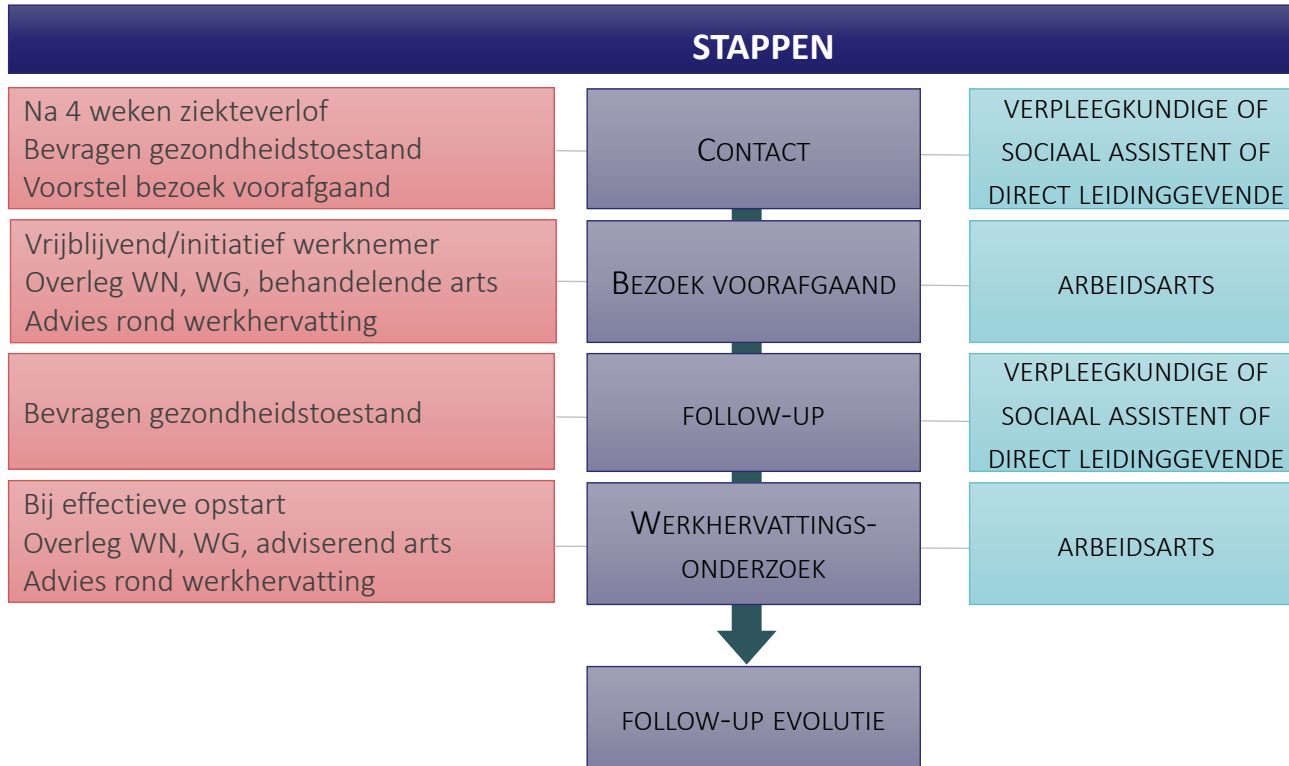 STAPPEN
Na 4 weken ziekteverlof
Bevragen gezondheidstoestand
Voorstel bezoek voorafgaand
CONTACT
VERPLEEGKUNDIGE OF
SOCIAAL ASSISTENT OF
DIRECT LEIDINGGEVENDE
Vrijblijvend/initiatief werknemer
Overleg WN, WG, behandelende arts
Advies rond werkhervatting
BEZOEK VOORAFGAAND
ARBEIDSARTS
Bevragen gezondheidstoestand
FOLLOW-UP
VERPLEEGKUNDIGE OF
SOCIAAL ASSISTENT OF
DIRECT LEIDINGGEVENDE
Bij effectieve opstart
Overleg WN, WG, adviserend arts
Advies rond werkhervatting
WERKHERVATTINGS-
ONDERZOEK
ARBEIDSARTS
FOLLOW-UP EVOLUTIE